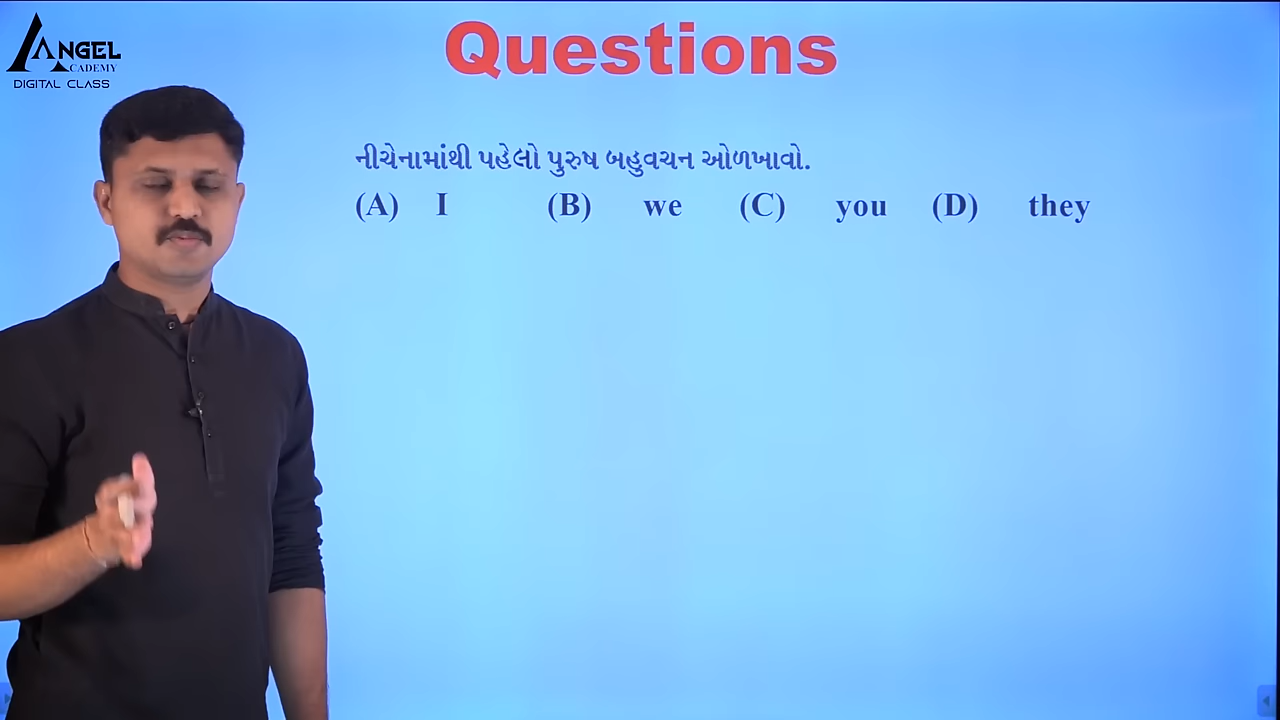 ANGEL
ACADEMY
DIGITAL CLASS
Questions
નીચેનામાંથી પહેલો પુરુષ બહુવચન ઓળખાવો.
(A) I (B) we (C) you (D) they